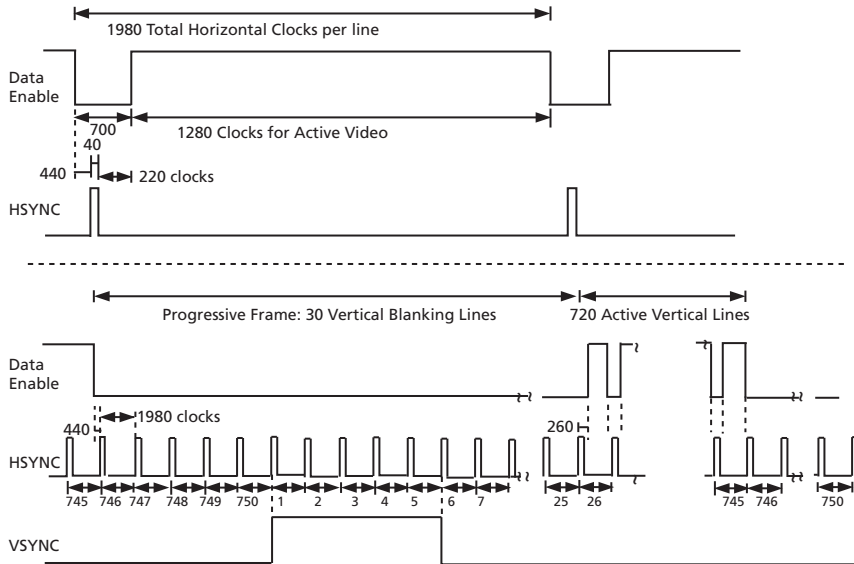 1980 Total Horizontal Clocks per line
Data
Enable
700
1280 Clocks for Active Video
40
440
220 clocks
HSYNC
Progressive Frame: 30 Vertical Blanking Lines
720 Active Vertical Lines
Data
Enable
1980 clocks
440
260
HSYNC
745
746
747
748
749
750
1
2
3
4
5
6
7
25
26
745
746
750
VSYNC